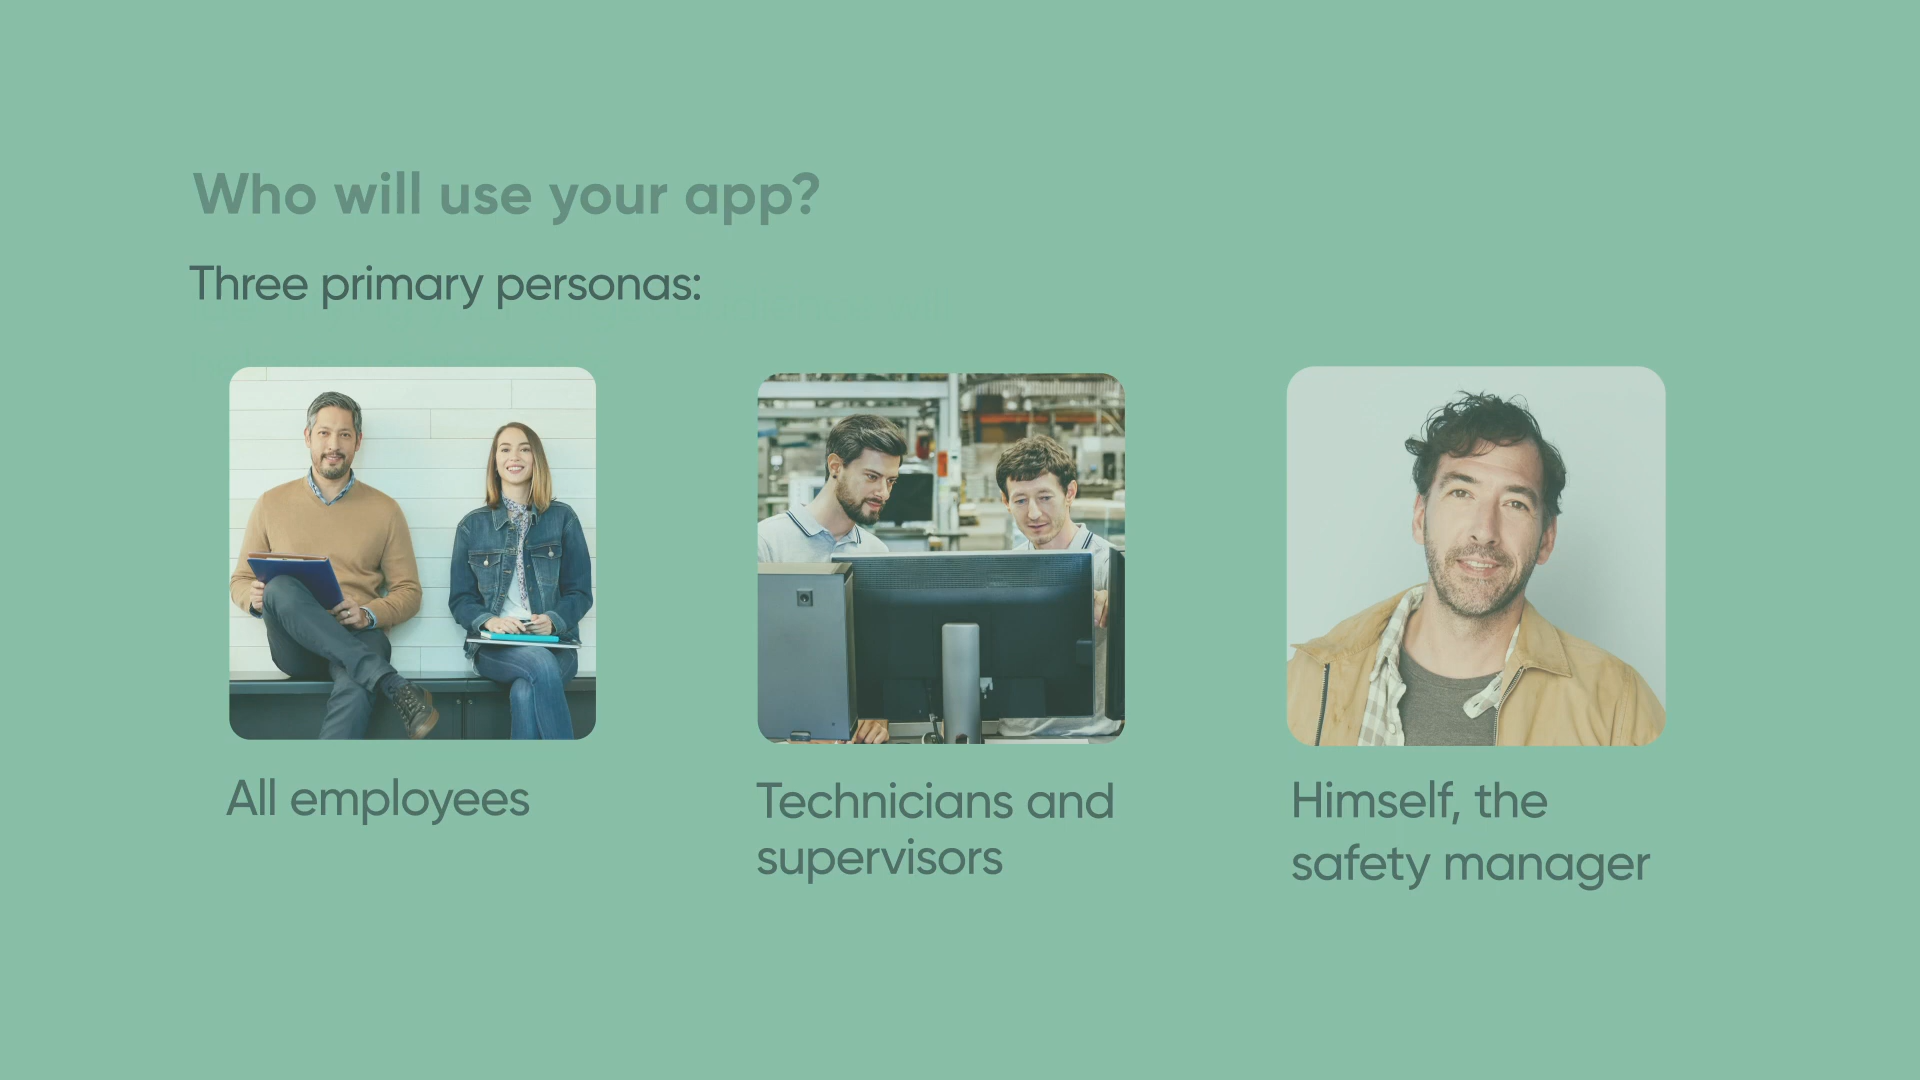 Who will use your app?
Three primary personas:
All employees
Technicians and
supervisors
Himself, the
safety manager